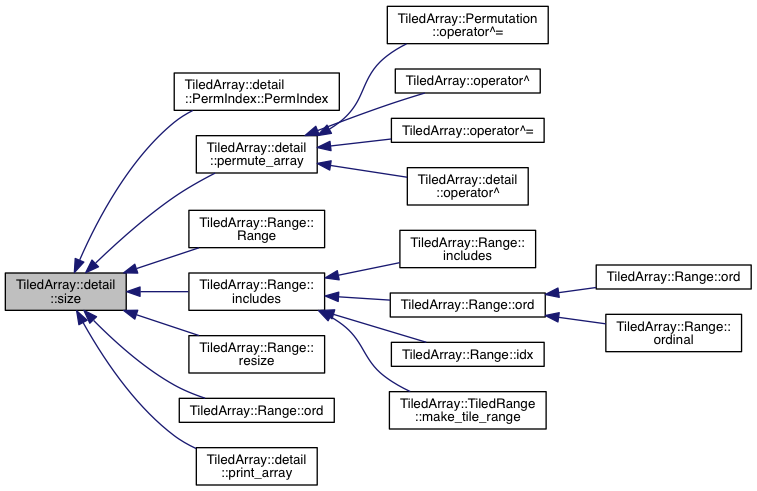 TiledArray::Permutation
::operator^=
TiledArray::detail
::PermIndex::PermIndex
TiledArray::operator^
TiledArray::operator^=
TiledArray::detail
::permute_array
TiledArray::detail
::operator^
TiledArray::Range::
Range
TiledArray::Range::
includes
TiledArray::detail
::size
TiledArray::Range::
includes
TiledArray::Range::ord
TiledArray::Range::ord
TiledArray::Range::
ordinal
TiledArray::Range::
resize
TiledArray::Range::idx
TiledArray::Range::ord
TiledArray::TiledRange
::make_tile_range
TiledArray::detail
::print_array